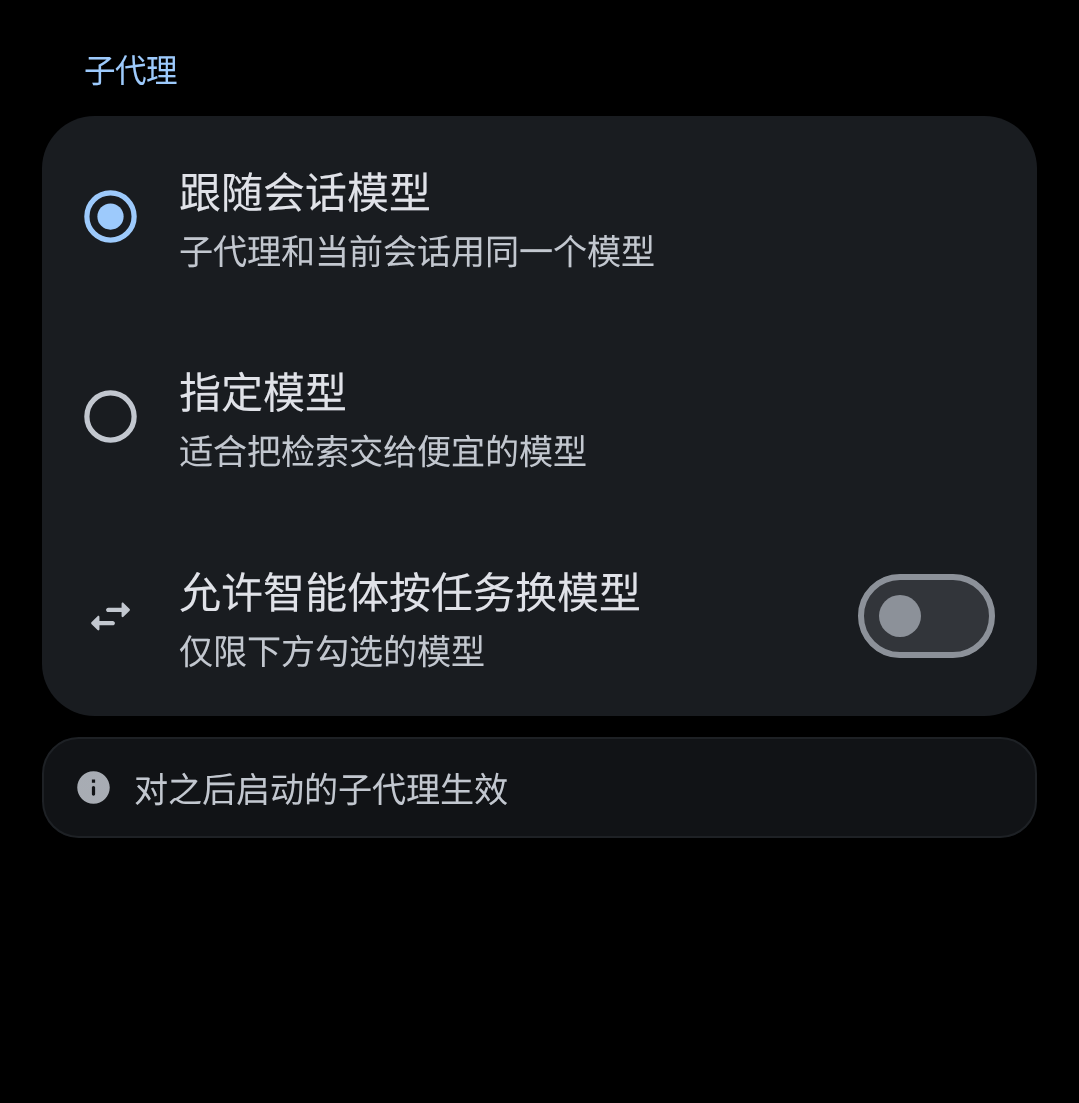 子代理
跟随会话模型
子代理和当前会话用同一个模型
指定模型
适合把检索交给便宜的模型
允许智能体按任务换模型
仅限下方勾选的模型
对之后启动的子代理生效